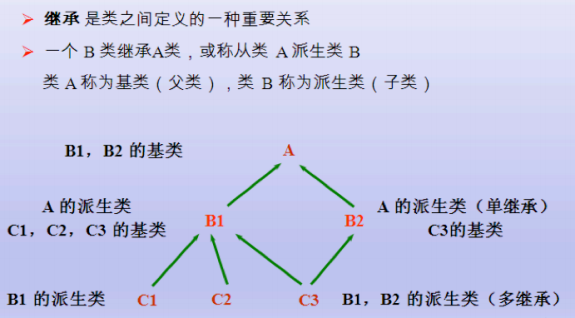 ➢ 继承 是类之间定义的一种重要关系
➢ 一个 B 类继承A类，或称从类 A 派生类 B
类 A 称为基类（父类），类 B 称为派生类（子类）
B1，B2 的基类
A
A 的派生类
C1，C2，C3 的基类
B1
B2
A 的派生类（单继承）
C3的基类
B1 的派生类
C1
C2
C3
B1，B2 的派生类（多继承）